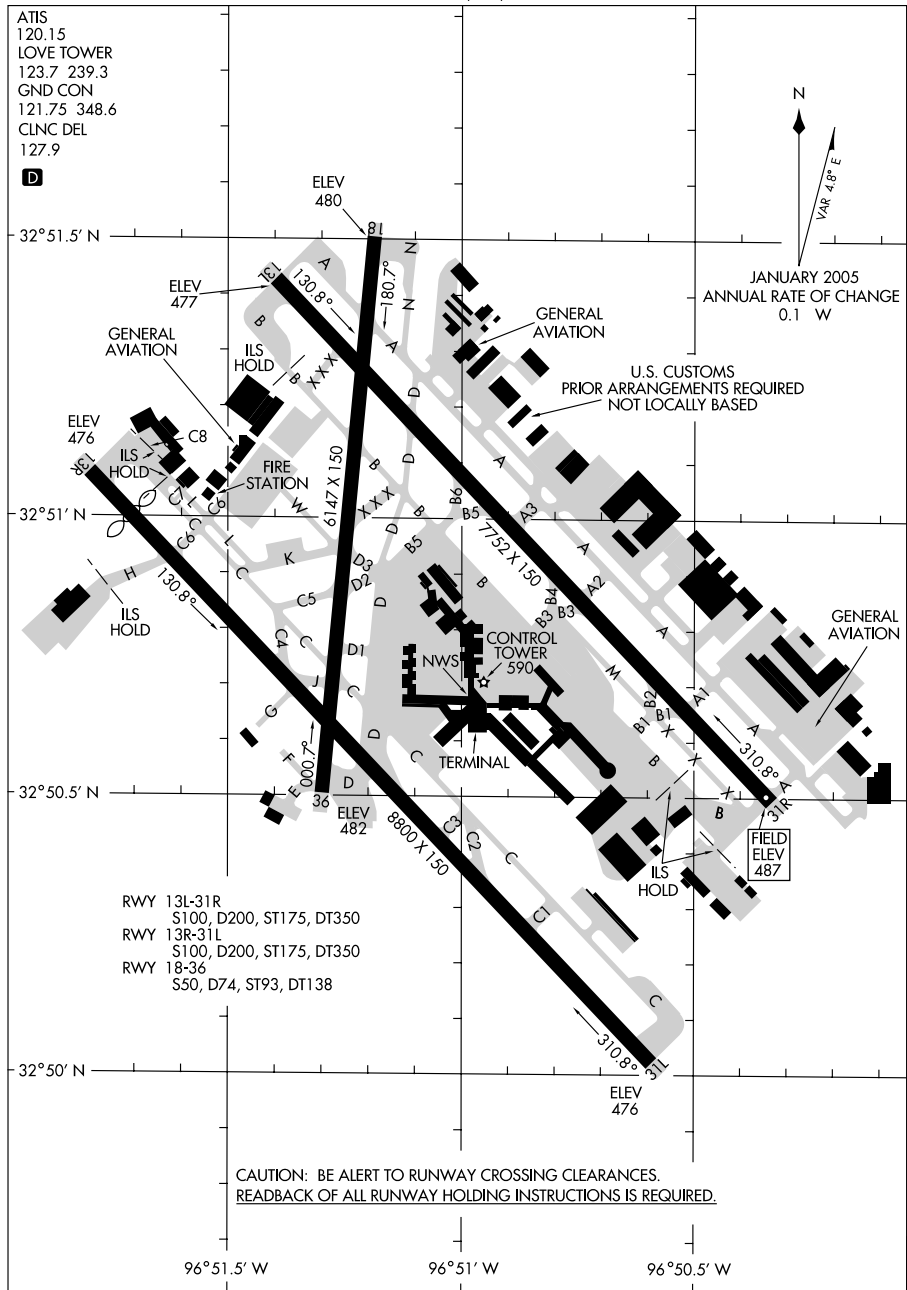 ATIS
120.15
LOVE TOWER
123.7 239.3
GND CON
121.75 348.6
CLNC DEL
127.9
D
N
VAR 4.8° E
JANUARY 2005
ANNUAL RATE OF CHANGE
0.1 W
ELEV
480
18
32°51.5' N
ELEV
477
13L
130.8°
180.7°
A
N
N
B
A
D
GENERAL
AVIATION
GENERAL
AVIATION
ILS
HOLD
B
X X X
U.S. CUSTOMS
PRIOR ARRANGEMENTS REQUIRED
NOT LOCALLY BASED
ELEV
476
13R
C8
ILS
HOLD
FIRE
STATION
6147 X 150
B
D
A
B6
32°51' N
C7
L
C9
C
C6
L
W
X X X
B
D
B5
B5
A3
7752 X 150
A
H
ILS
HOLD
C
K
D3
D2
C5
D
B
B4
B3
B3
A2
A
130.8°
C4
C
D1
J
C
G
NWS
CONTROL
TOWER
590
M
GENERAL
AVIATION
B2
B1
B1
A1
A
X
X
X
310.8°
D
D
C
F
E
TERMINAL
B
B
A
000.7°
36
32°50.5' N
ELEV
482
31R
FIELD
ELEV
487
ILS
HOLD
8800 X 150
C3
C2
C
C1
C
RWY 13L-31R
S100, D200, ST175, DT350
RWY 13R-31L
S100, D200, ST175, DT350
RWY 18-36
S50, D74, ST93, DT138
310.8°
31L
32°50' N
ELEV
476
CAUTION: BE ALERT TO RUNWAY CROSSING CLEARANCES.
READBACK OF ALL RUNWAY HOLDING INSTRUCTIONS IS REQUIRED.
96°51.5' W
96°51' W
96°50.5' W